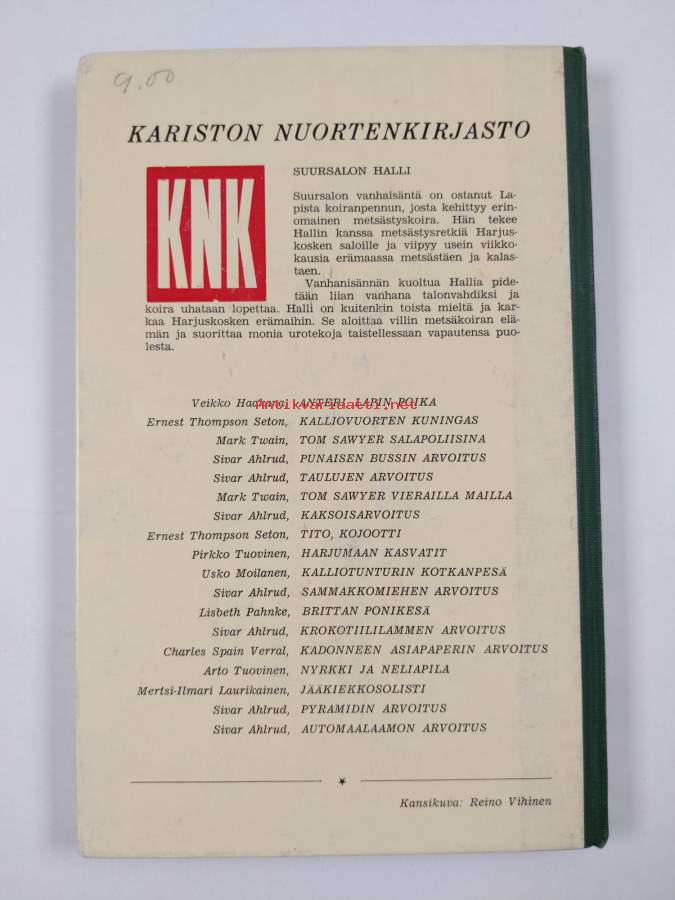 9.00
KARISTON NUORTENKIRJASTO
KNK
SUURSALON HALLI
Suursalon vanhaisäntä on ostanut La-
pista koiranpennun, josta kehittyy erin-
omainen metsästyskoira. Hän tekee
Hallin kanssa metsästysretkiä Harjus-
kosken saloille ja viipyy usein viikko-
kausia erämaassa metsästäen ja kalas-
taen.
Vanhanisännän kuoltua Hallia pide-
tään liian vanhana talonvahdiksi ja
koira uhataan lopettaa. Halli on kuitenkin toista mieltä ja kar-
kaa Harjuskosken erämaihin. Se aloittaa villin metsäkoiran elä-
män ja suorittaa monia urotekoja taistellessaan vapautensa puo-
lesta.
Veikko Haakana, ANTERI, LAPIN POIKA
Antikvariaatti.net
Ernest Thompson Seton, KALLIOVUORTEN KUNINGAS
Mark Twain, TOM SAWYER SALAPOLIISINA
Sivar Ahlrud, PUNAISEN BUSSIN ARVOITUS
Sivar Ahlrud, TAULUJEN ARVOITUS
Mark Twain, TOM SAWYER VIERAILLA MAILLA
Sivar Ahlrud, KAKSOISARVOITUS
Ernest Thompson Seton, TITO, KOJOOTTI
Pirkko Tuovinen, HARJUMAAN KASVATIT
Usko Moilanen, KALLIOTUNTURIN KOTKANPESÄ
Sivar Ahlrud, SAMMAKKOMIEHEN ARVOITUS
Lisbeth Pahnke, BRITTAN PONIKESÄ
Sivar Ahlrud, KROKOTIILILAMMEN ARVOITUS
Charles Spain Verral, KADONNEEN ASIAPAPERIN ARVOITUS
Arto Tuovinen, NYRKKI JA NELIAPILA
Mertsi-Ilmari Laurikainen, JÄÄKIEKKOSOLISTI
Sivar Ahlrud, PYRAMIDIN ARVOITUS
Sivar Ahlrud, AUTOMAALAAMON ARVOITUS
Kansikuva: Reino Vihinen